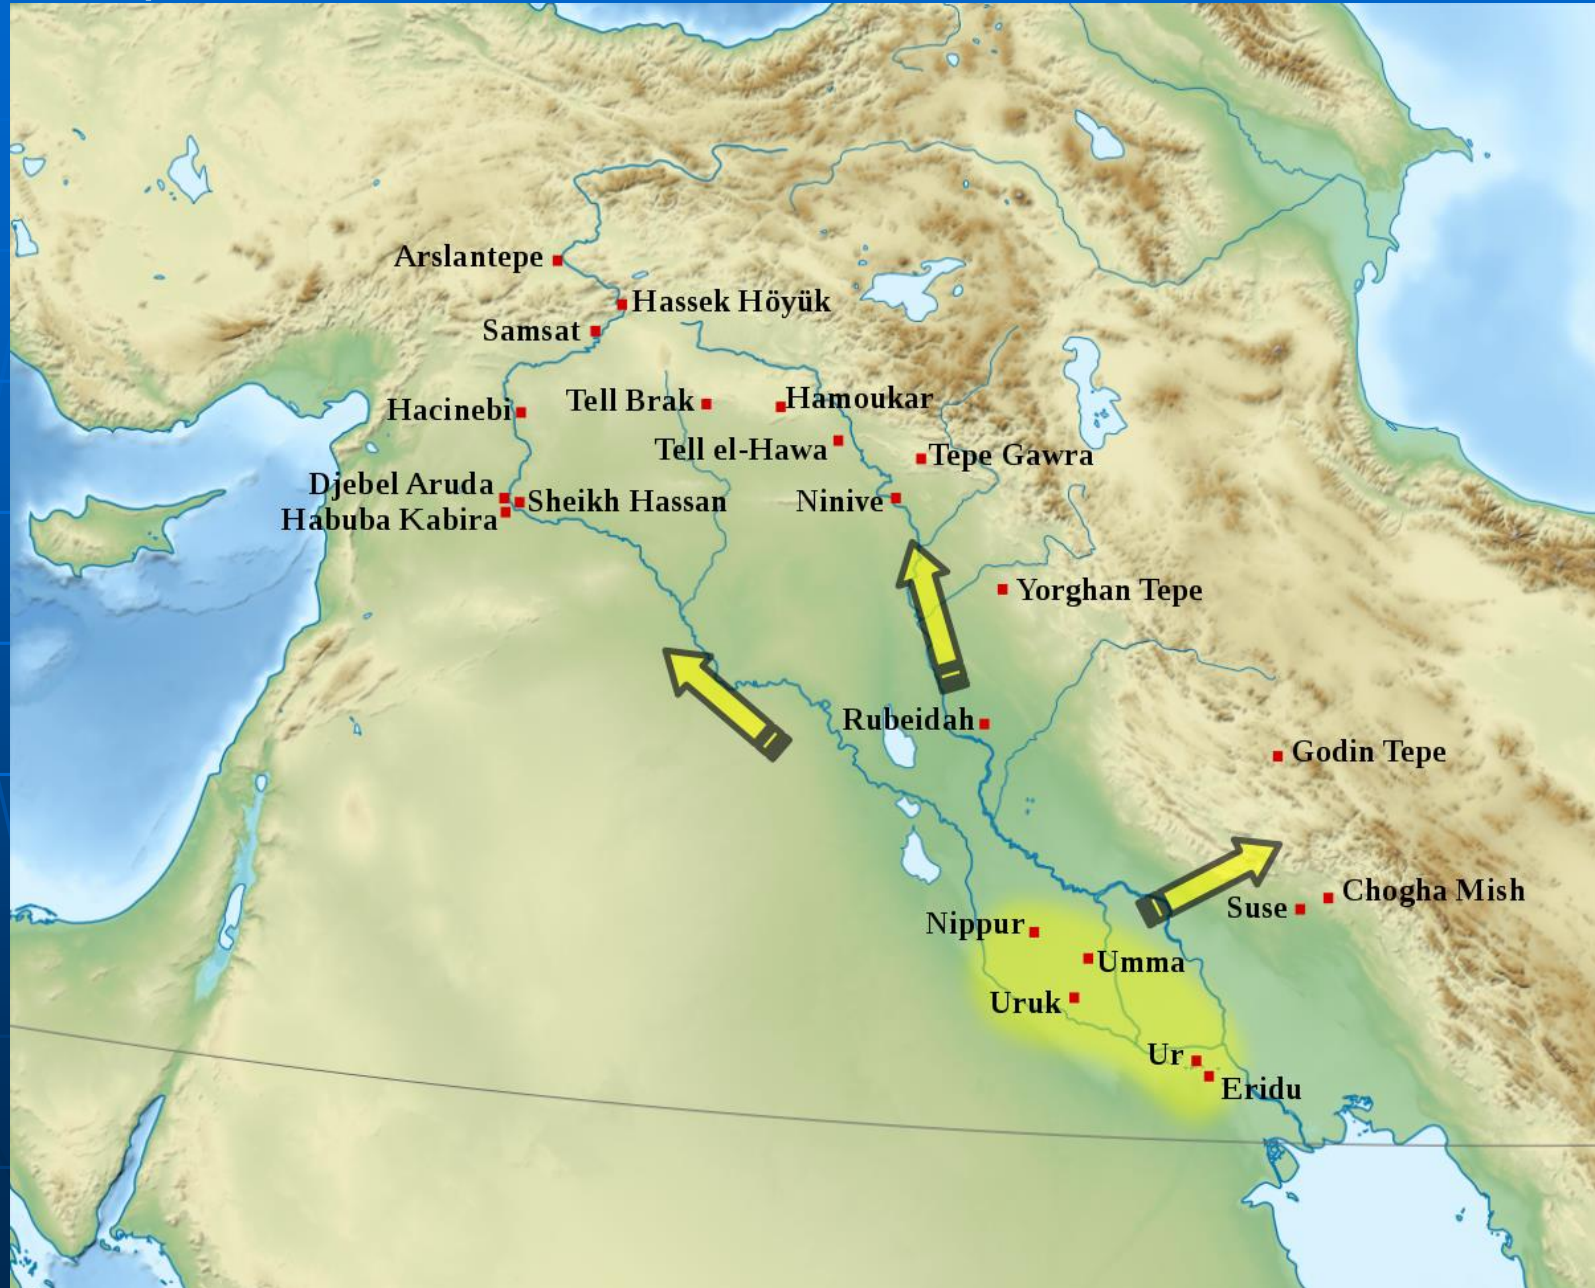 Arslantepe
Hassek Höyük
Samsat
Hacinebi
Tell Brak
Hamoukar
Tell el-Hawa
Tepe Gawra
Djebel Aruda
Sheikh Hassan
Ninive
Habuba Kabira
Yorghan Tepe
Rubeidah
Godin Tepe
Chogha Mish
Suse
Nippur
Umma
Uruk
Ur
Eridu